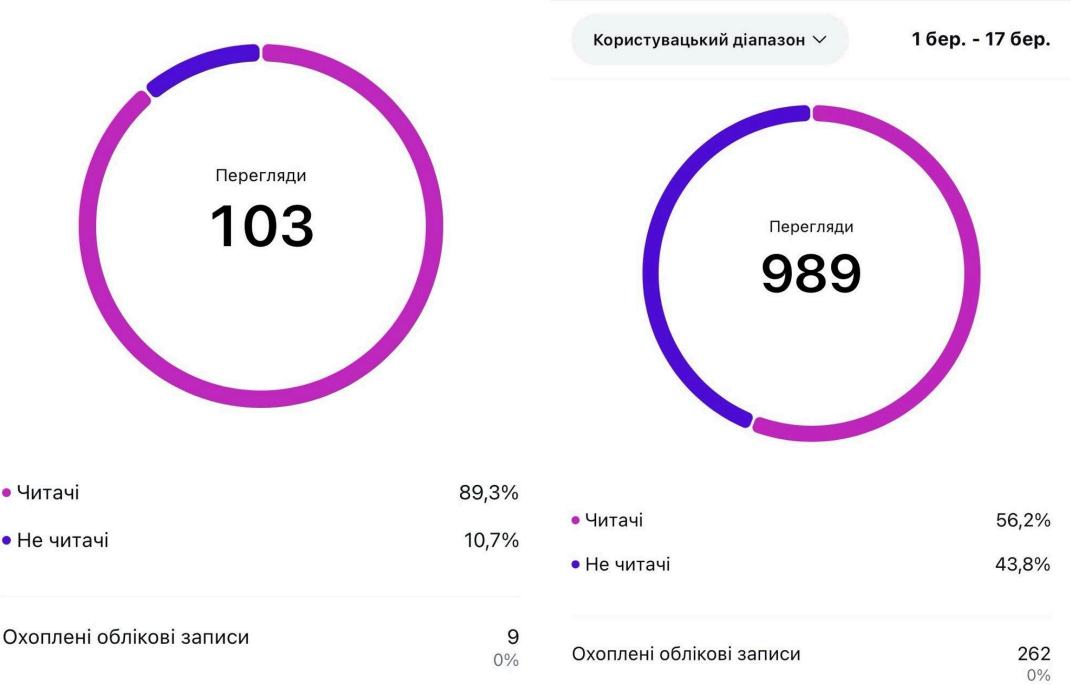 Перегляди
103
Читачі 89,3%
Не читачі 10,7%
Охоплені облікові записи 9
0%
Користувацький діапазон 1 бер. - 17 бер.
Перегляди
989
Читачі 56,2%
Не читачі 43,8%
Охоплені облікові записи 262
0%